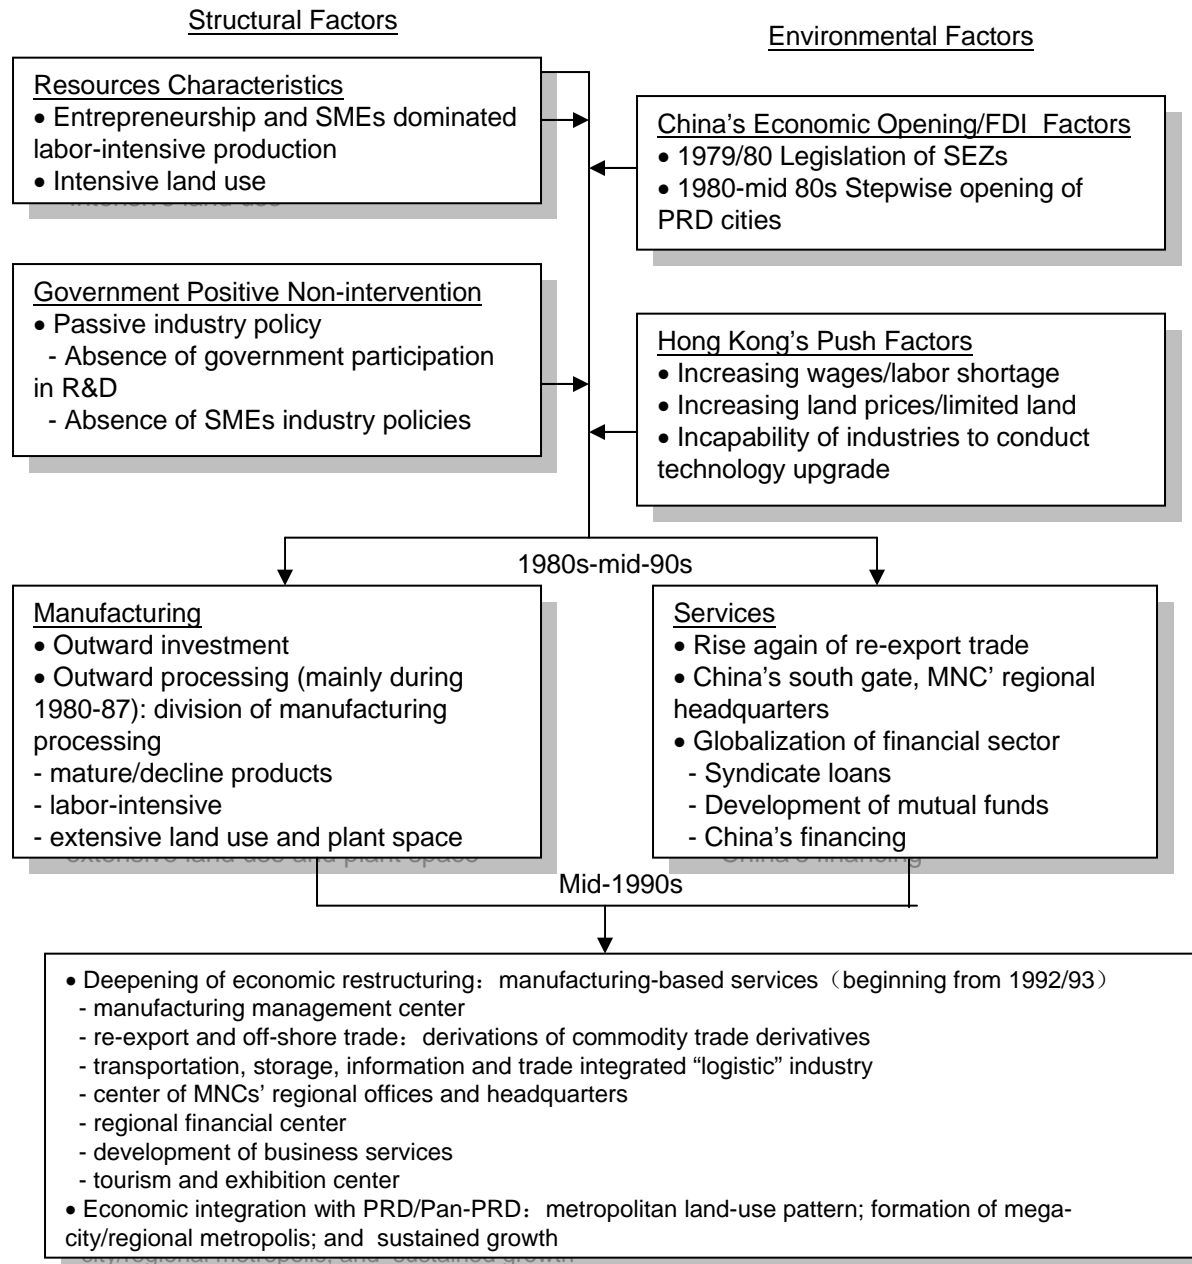 Structural Factors
Environmental Factors
Resources Characteristics
• Entrepreneurship and SMEs dominated
labor-intensive production
• Intensive land use
China's Economic Opening/FDI Factors
• 1979/80 Legislation of SEZs
• 1980-mid 80s Stepwise opening of
PRD cities
Government Positive Non-intervention
• Passive industry policy
- Absence of government participation
in R&D
- Absence of SMEs industry policies
Hong Kong's Push Factors
• Increasing wages/labor shortage
• Increasing land prices/limited land
• Incapability of industries to conduct
technology upgrade
1980s-mid-90s
Manufacturing
• Outward investment
• Outward processing (mainly during
1980-87): division of manufacturing
processing
- mature/decline products
- labor-intensive
- extensive land use and plant space
Services
• Rise again of re-export trade
• China's south gate, MNC' regional
headquarters
• Globalization of financial sector
- Syndicate loans
- Development of mutual funds
- China's financing
Mid-1990s
• Deepening of economic restructuring：manufacturing-based services（beginning from 1992/93）
- manufacturing management center
- re-export and off-shore trade：derivations of commodity trade derivatives
- transportation, storage, information and trade integrated “logistic” industry
- center of MNCs' regional offices and headquarters
- regional financial center
- development of business services
- tourism and exhibition center
• Economic integration with PRD/Pan-PRD：metropolitan land-use pattern; formation of mega-
city/regional metropolis; and sustained growth